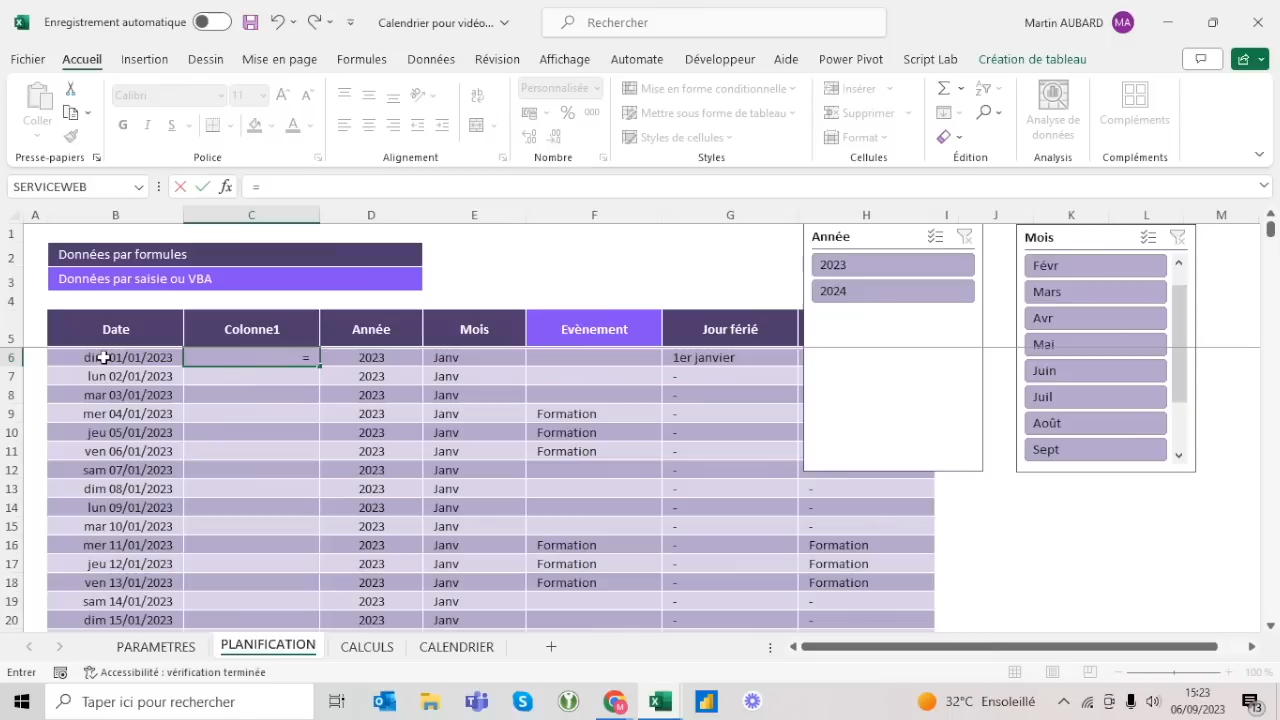 Enregistrement automatique
Calendrier pour vidéo...
Rechercher
Martin AUBARD
MA
Fichier Accueil Insertion Dessin Mise en page Formules Données Révision Affichage Automate Développeur Aide Power Pivot Script Lab Création de tableau
Coller
Presse-papiers
Calibri 11
G I S
Police
Alignement
Personnalisée
% 000
Nombre
Mise en forme conditionnelle
Mettre sous forme de tableau
Styles de cellules
Styles
Insérer
Supprimer
Format
Cellules
Édition
Analyse de
données
Analysis
Compléments
Compléments
SERVICEWEB
fx =
A B C D E F G H I J K L M
1
2 Données par formules
3 Données par saisie ou VBA
4
5 Date Colonne1 Année Mois Evènement Jour férié
6 dim 01/01/2023 = 2023 Janv 1er janvier
7 lun 02/01/2023 2023 Janv -
8 mar 03/01/2023 2023 Janv -
9 mer 04/01/2023 2023 Janv Formation -
10 jeu 05/01/2023 2023 Janv Formation -
11 ven 06/01/2023 2023 Janv Formation -
12 sam 07/01/2023 2023 Janv -
13 dim 08/01/2023 2023 Janv - -
14 lun 09/01/2023 2023 Janv - -
15 mar 10/01/2023 2023 Janv - -
16 mer 11/01/2023 2023 Janv Formation - Formation
17 jeu 12/01/2023 2023 Janv Formation - Formation
18 ven 13/01/2023 2023 Janv Formation - Formation
19 sam 14/01/2023 2023 Janv - -
20 dim 15/01/2023 2023 Janv - -
Année
2023
2024
Mois
Févr
Mars
Avr
Mai
Juin
Juil
Août
Sept
PARAMETRES PLANIFICATION CALCULS CALENDRIER
Entrer
Accessibilité : vérification terminée
100 %
Taper ici pour rechercher
32°C Ensoleillé
15:23
06/09/2023
13